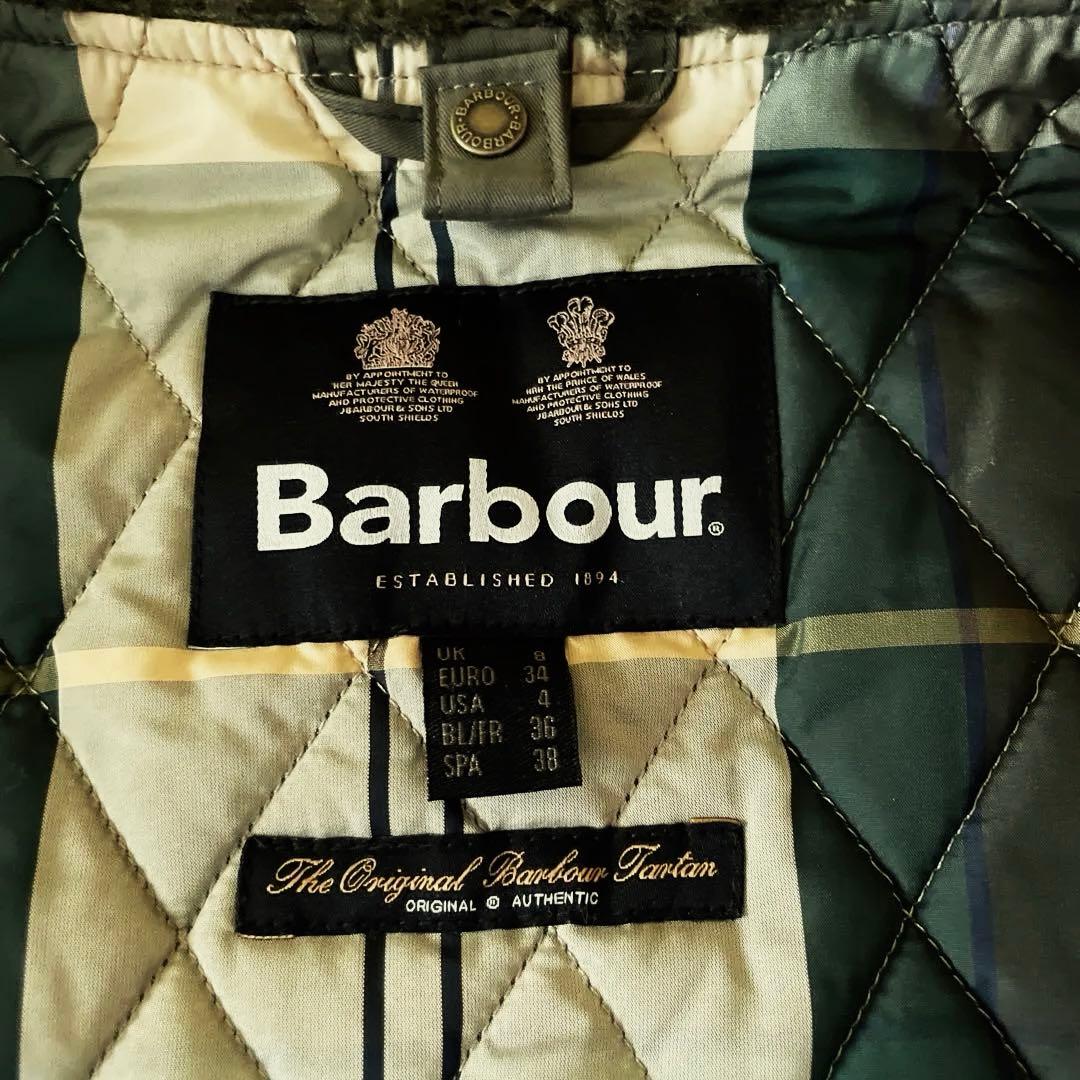 BARBOUR · BARBOUR · BARBOUR
BY APPOINTMENT TO
HER MAJESTY THE QUEEN
MANUFACTURERS OF WATERPROOF
AND PROTECTIVE CLOTHING
J BARBOUR & SONS LTD
SOUTH SHIELDS
BY APPOINTMENT TO
HRH THE PRINCE OF WALES
MANUFACTURERS OF WATERPROOF
AND PROTECTIVE CLOTHING
J BARBOUR & SONS LTD
SOUTH SHIELDS
Barbour®
ESTABLISHED 1894.
UK 8
EURO 34
USA 4
BL/FR 36
SPA 38
The Original Barbour Tartan
ORIGINAL ® AUTHENTIC